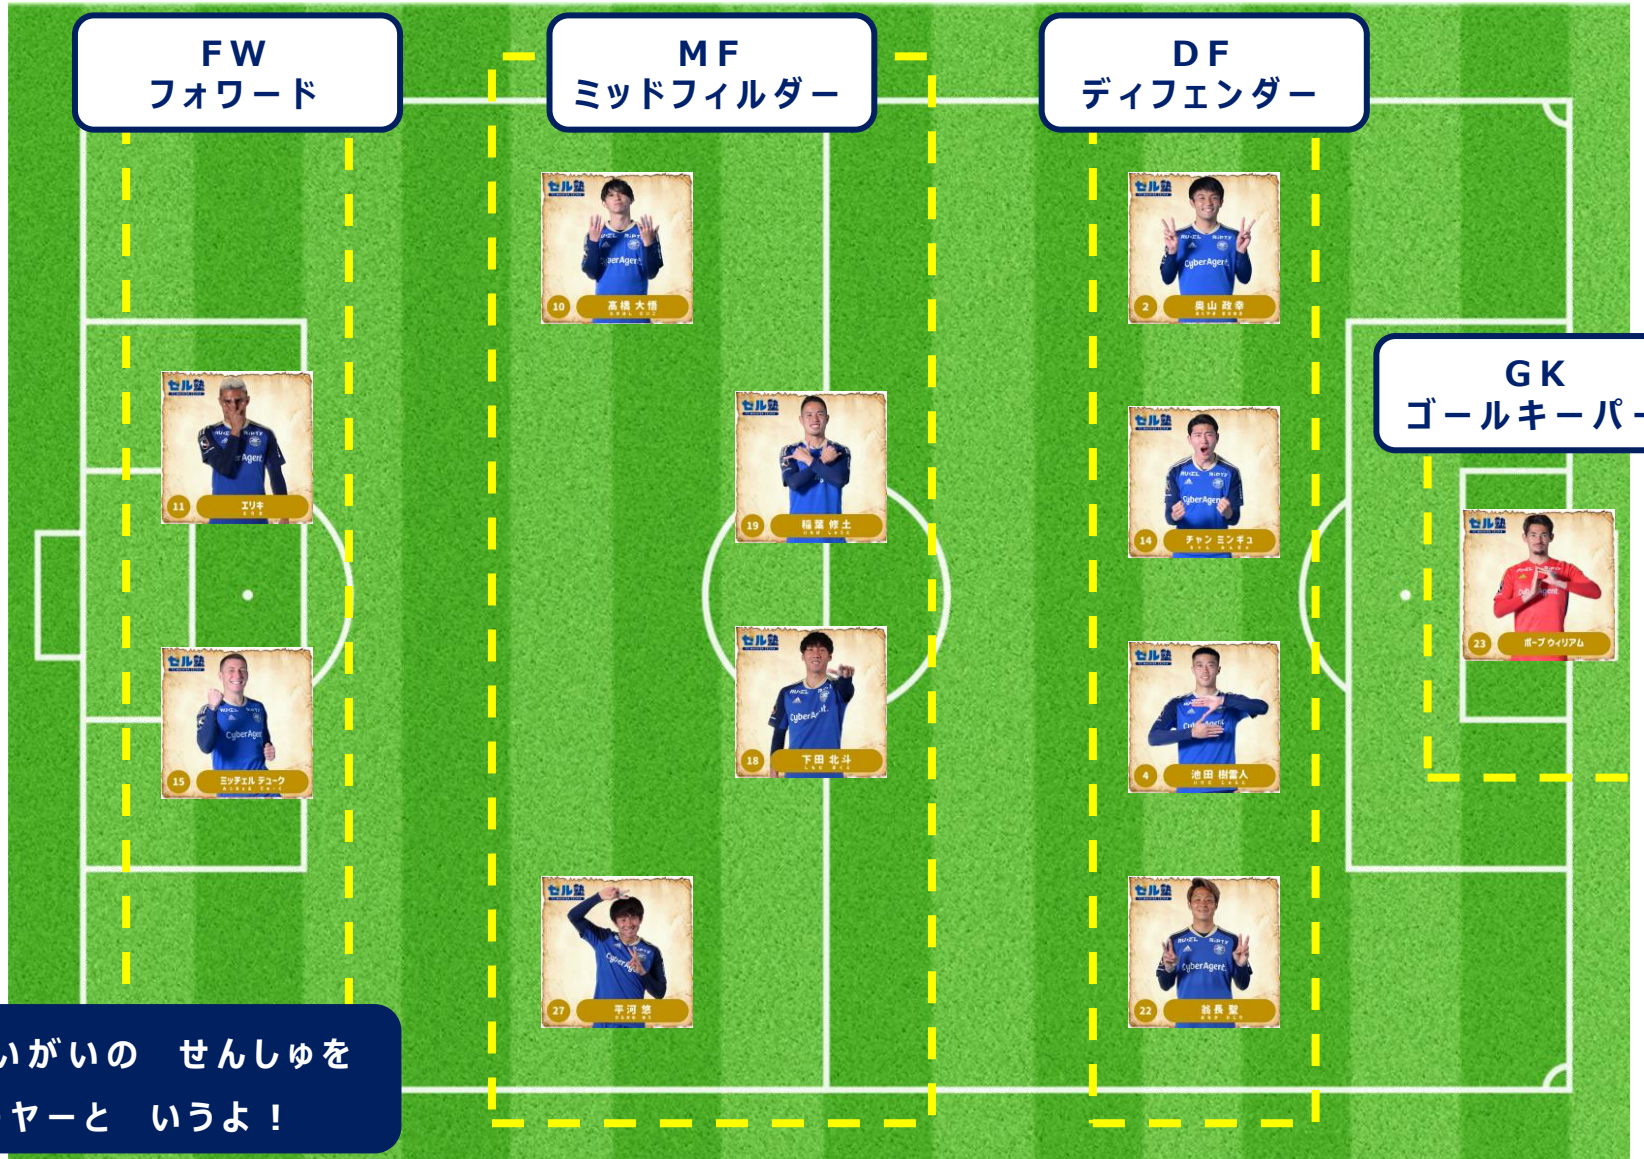 FW
フォワード
MF
ミッドフィルダー
DF
ディフェンダー
GK
ゴールキーパー
セル塾
10 髙橋 大悟
セル塾
2 奥山 政幸
セル塾
11 エリキ
セル塾
19 稲葉 修土
CyberAgent
セル塾
14 チャン ミンギュ
セル塾
23 ポープ ウィリアム
セル塾
15 ミッチェル デューク
セル塾
18 下田 北斗
セル塾
4 池田 樹雷人
セル塾
27 平河 悠
セル塾
22 翁長 聖
いがいの せんしゅを
ヤーと いうよ！